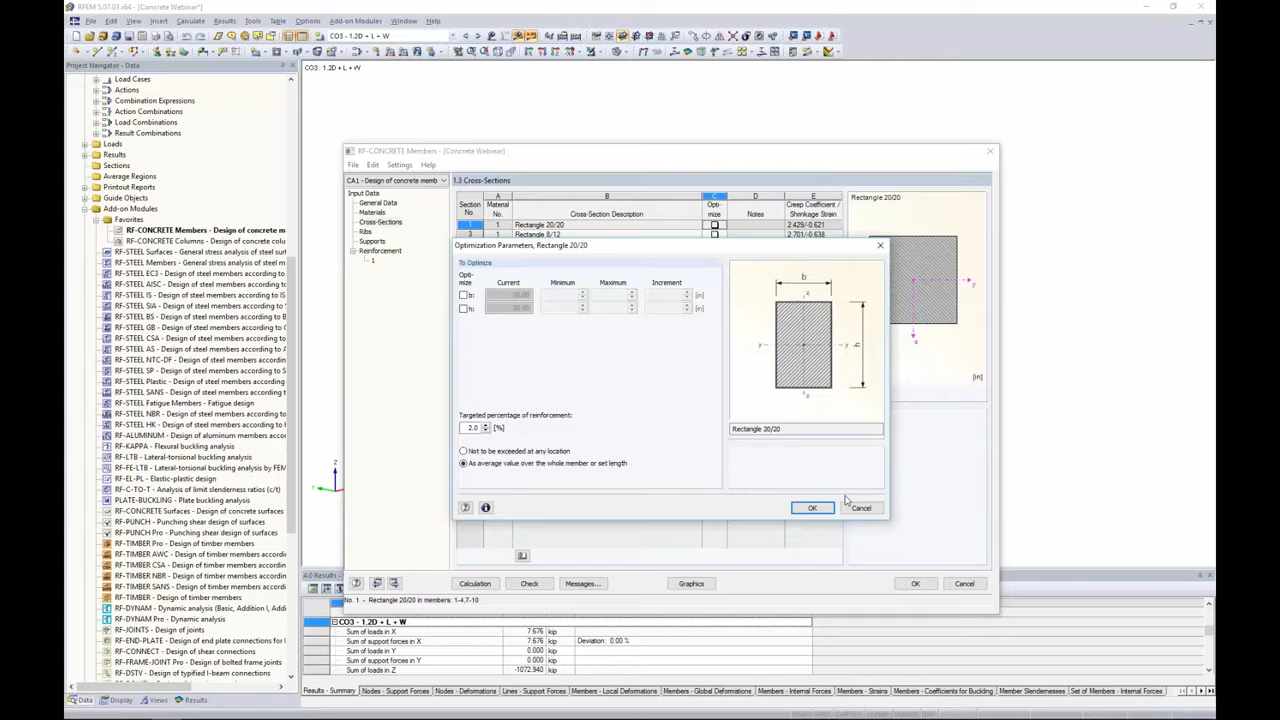 RFEM 5.07.03 x64 - [Concrete Webinar*]
File Edit View Insert Calculate Results Tools Table Options Add-on Modules Window Help
CO3 - 1.2D + L + W
Project Navigator - Data
CO3 : 1.2D + L + W
Load Cases
Actions
Combination Expressions
Action Combinations
Load Combinations
Result Combinations
Loads
Results
Sections
Average Regions
Printout Reports
Guide Objects
Add-on Modules
Favorites
RF-CONCRETE Members - Design of concrete m
RF-CONCRETE Columns - Design of concrete colu
RF-STEEL Surfaces - General stress analysis of steel
RF-STEEL Members - General stress analysis of stee
RF-STEEL EC3 - Design of steel members according
RF-STEEL AISC - Design of steel members accordin
RF-STEEL IS - Design of steel members according t
RF-STEEL SIA - Design of steel members according
RF-STEEL BS - Design of steel members according t
RF-STEEL GB - Design of steel members according
RF-STEEL CSA - Design of steel members according
RF-STEEL AS - Design of steel members according t
RF-STEEL NTC-DF - Design of steel members accor
RF-STEEL SP - Design of steel members according t
RF-STEEL Plastic - Design of steel members accordi
RF-STEEL SANS - Design of steel members accordi
RF-STEEL Fatigue Members - Fatigue design
RF-STEEL NBR - Design of steel members accordin
RF-STEEL HK - Design of steel members according
RF-ALUMINUM - Design of aluminum members a
RF-KAPPA - Flexural buckling analysis
RF-LTB - Lateral-torsional buckling analysis
RF-FE-LTB - Lateral-torsional buckling analysis by FEM
RF-EL-PL - Elastic-plastic design
RF-C-TO-T - Analysis of limit slenderness ratios (c/t)
PLATE-BUCKLING - Plate buckling analysis
RF-CONCRETE Surfaces - Design of concrete surfaces
RF-PUNCH - Punching shear design of surfaces
RF-PUNCH Pro - Punching shear design of surfaces
RF-TIMBER Pro - Design of timber members
RF-TIMBER AWC - Design of timber members accord
RF-TIMBER CSA - Design of timber members accordi
RF-TIMBER NBR - Design of timber members accordi
RF-TIMBER SANS - Design of timber members accord
RF-DYNAM - Dynamic analysis (Basic, Addition I, Add
RF-DYNAM Pro - Dynamic analysis
RF-JOINTS - Design of joints
RF-END-PLATE - Design of end plate connections for
RF-CONNECT - Design of shear connections
RF-FRAME-JOINT Pro - Design of bolted frame joints
RF-DSTV - Design of typified I-beam connections
Data Display Views Results
RF-CONCRETE Members - [Concrete Webinar]
File Edit Settings Help
CA1 - Design of concrete memb
Input Data
General Data
Materials
Cross-Sections
Ribs
Supports
Reinforcement
1
1.3 Cross-Sections
A B C D E
Section No.
Material No.
Cross-Section Description
Opti-mize
Notes
Creep Coefficient / Shrinkage Strain
1 1 Rectangle 20/20 2.429/-0.621
3 1 Rectangle 8/12 2.701/-0.638
Rectangle 20/20
[in]
Optimization Parameters, Rectangle 20/20
To Optimize
Opti-
mize Current Minimum Maximum Increment
b: 20.00 [in]
h: 20.00 [in]
Targeted percentage of reinforcement:
2.0 [%]
Not to be exceeded at any location
As average value over the whole member or set length
b
z
y
y
h
z
Rectangle 20/20
OK Cancel
Calculation Check Messages... Graphics OK Cancel
No. 1 - Rectangle 20/20 in members: 1-4,7-10
CO3 - 1.2D + L + W
Sum of loads in X 7.676 kip
Sum of support forces in X 7.676 kip Deviation: 0.00 %
Sum of loads in Y 0.000 kip
Sum of support forces in Y 0.000 kip
Sum of loads in Z -1072.940 kip
Results - Summary Nodes - Support Forces Nodes - Deformations Lines - Support Forces Members - Local Deformations Members - Global Deformations Members - Internal Forces Members - Strains Members - Coefficients for Buckling Member Slendernesses Set of Members - Internal Forces